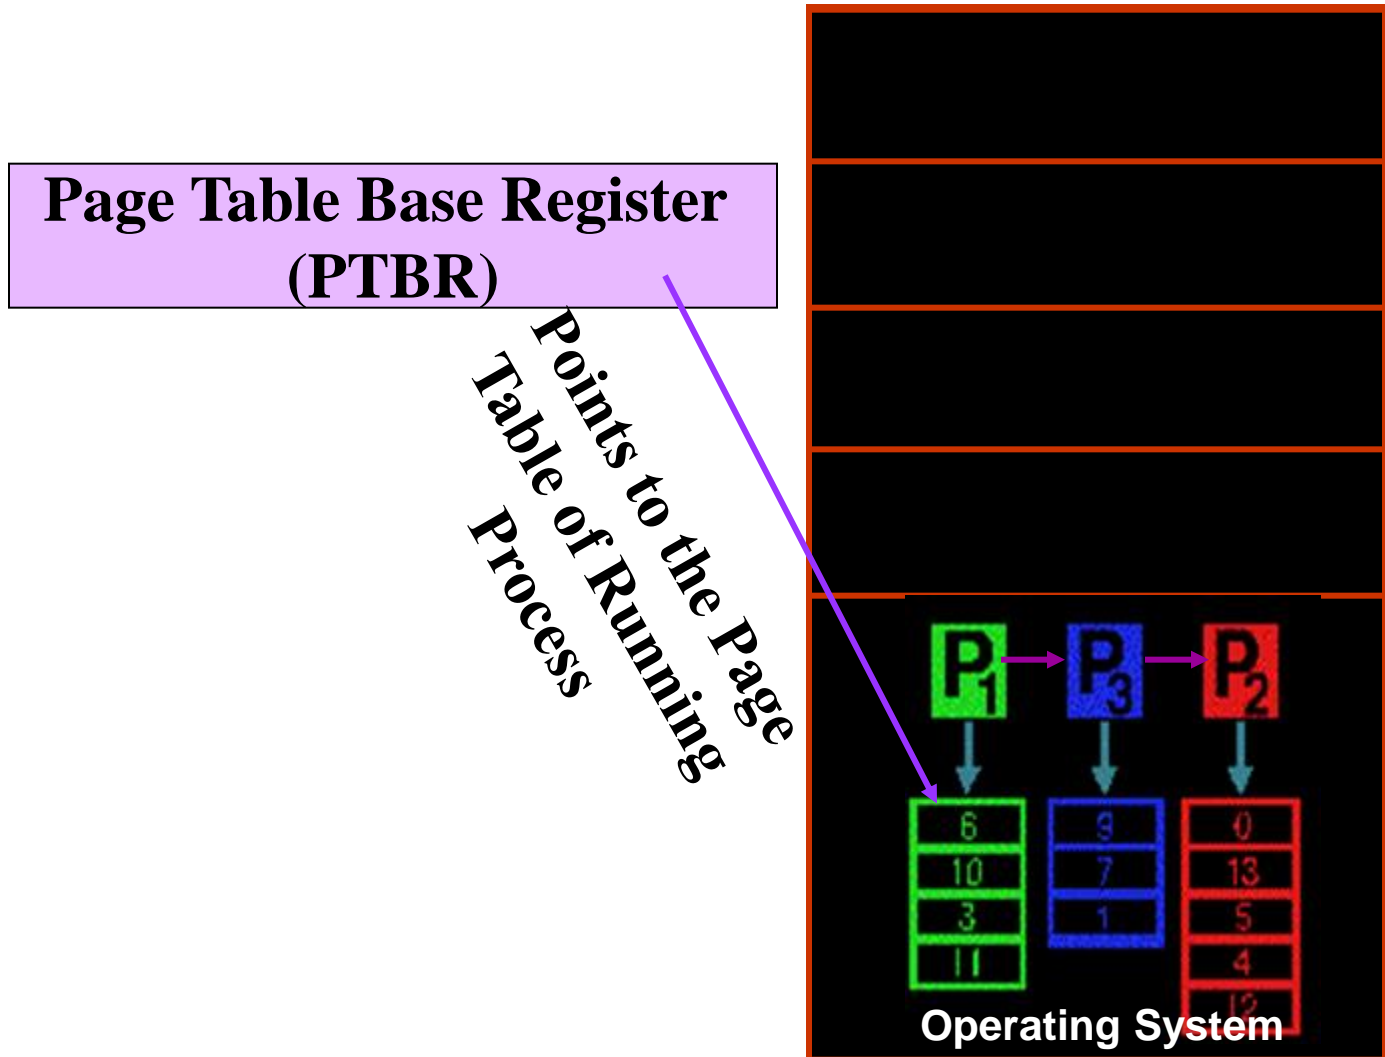 Page Table Base Register
(PTBR)
Points to the Page
Table of Running
Process
P1
P3
P2
6
10
3
11
9
7
1
0
13
5
4
12
Operating System